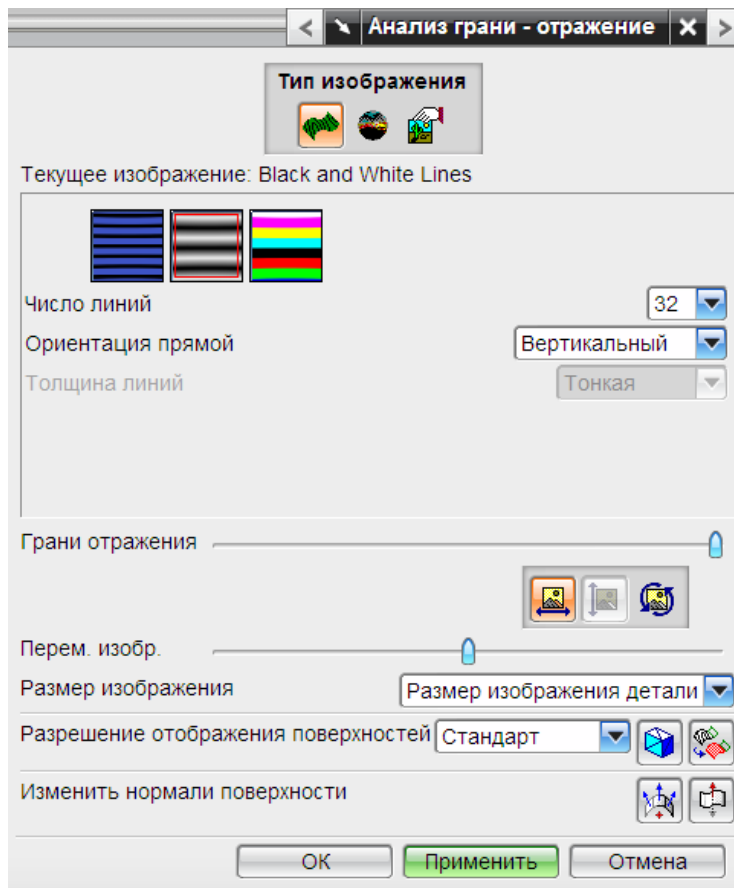 Анализ грани - отражение
Тип изображения
Текущее изображение: Black and White Lines
Число линий 32
Ориентация прямой Вертикальный
Толщина линий Тонкая
Грани отражения
Перем. изобр.
Размер изображения Размер изображения детали
Разрешение отображения поверхностей Стандарт
Изменить нормали поверхности
ОК Применить Отмена